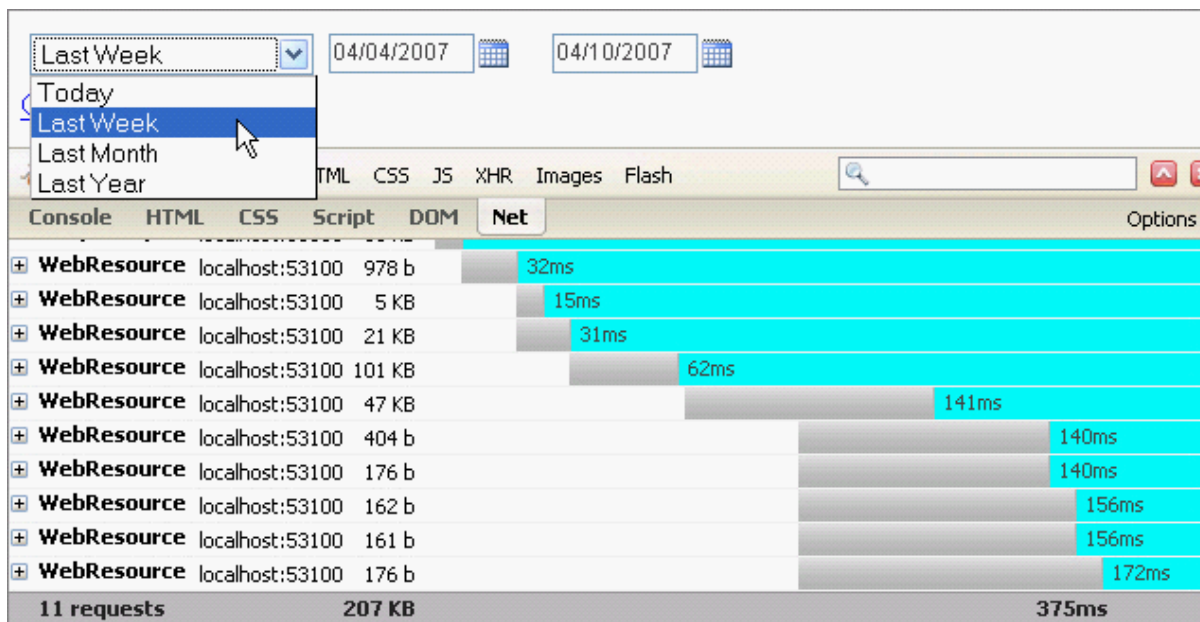 Last Week 04/04/2007 04/10/2007
Today
Last Week
Last Month
Last Year
CSS JS XHR Images Flash
Console HTML CSS Script DOM Net Options
WebResource localhost:53100 978 b 32ms
WebResource localhost:53100 5 KB 15ms
WebResource localhost:53100 21 KB 31ms
WebResource localhost:53100 101 KB 62ms
WebResource localhost:53100 47 KB 141ms
WebResource localhost:53100 404 b 140ms
WebResource localhost:53100 176 b 140ms
WebResource localhost:53100 162 b 156ms
WebResource localhost:53100 161 b 156ms
WebResource localhost:53100 176 b 172ms
11 requests 207 KB 375ms